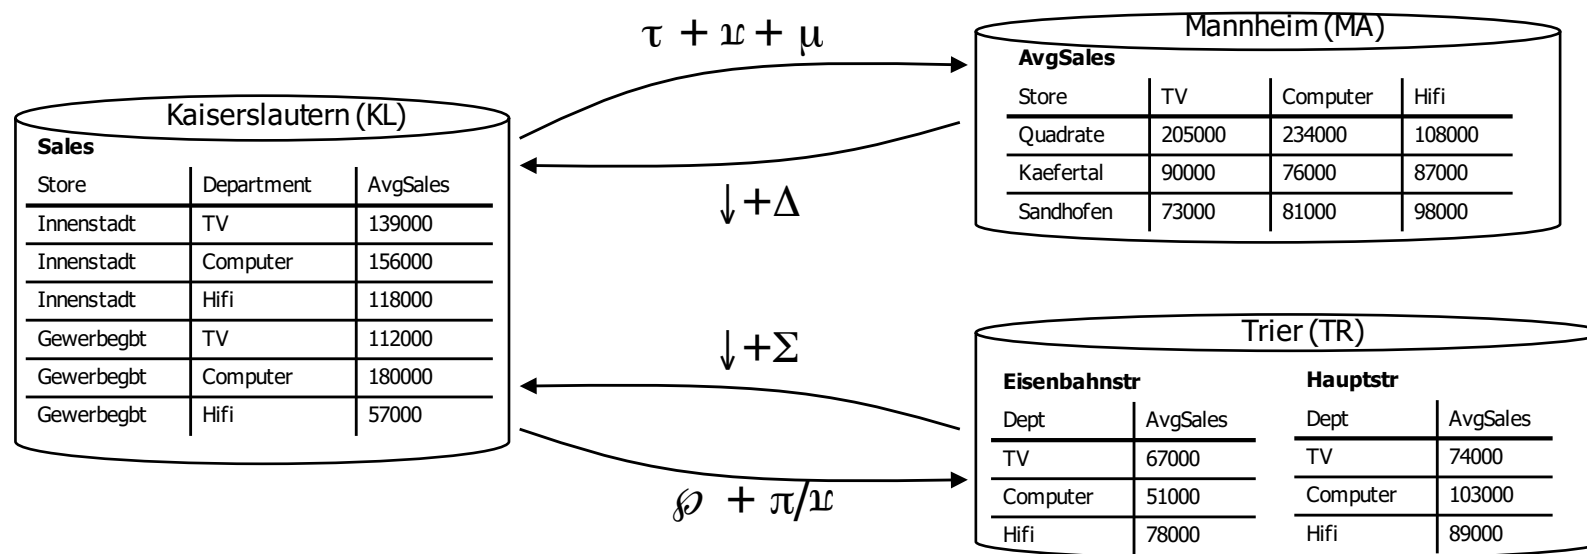 τ + ꭗ + μ
Mannheim (MA)
AvgSales
Store TV Computer Hifi
Quadrate 205000 234000 108000
Kaefertal 90000 76000 87000
Sandhofen 73000 81000 98000
Kaiserslautern (KL)
Sales
Store Department AvgSales
Innenstadt TV 139000
Innenstadt Computer 156000
Innenstadt Hifi 118000
Gewerbegbt TV 112000
Gewerbegbt Computer 180000
Gewerbegbt Hifi 57000
↓+Δ
↓+Σ
Trier (TR)
Eisenbahnstr
Dept AvgSales
TV 67000
Computer 51000
Hifi 78000
Hauptstr
Dept AvgSales
TV 74000
Computer 103000
Hifi 89000
℘ + π/